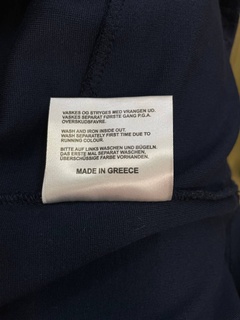 VASKES OG STRYGES MED VRANGEN UD.
VASKES SEPARAT FØRSTE GANG P.G.A.
OVERSKUDSFARVE.
WASH AND IRON INSIDE OUT.
WASH SEPARATELY FIRST TIME DUE TO
RUNNING COLOUR.
BITTE AUF LINKS WASCHEN UND BÜGELN.
DAS ERSTE MAL SEPARAT WASCHEN,
ÜBERSCHÜSSIGE FARBE VORHANDEN.
MADE IN GREECE